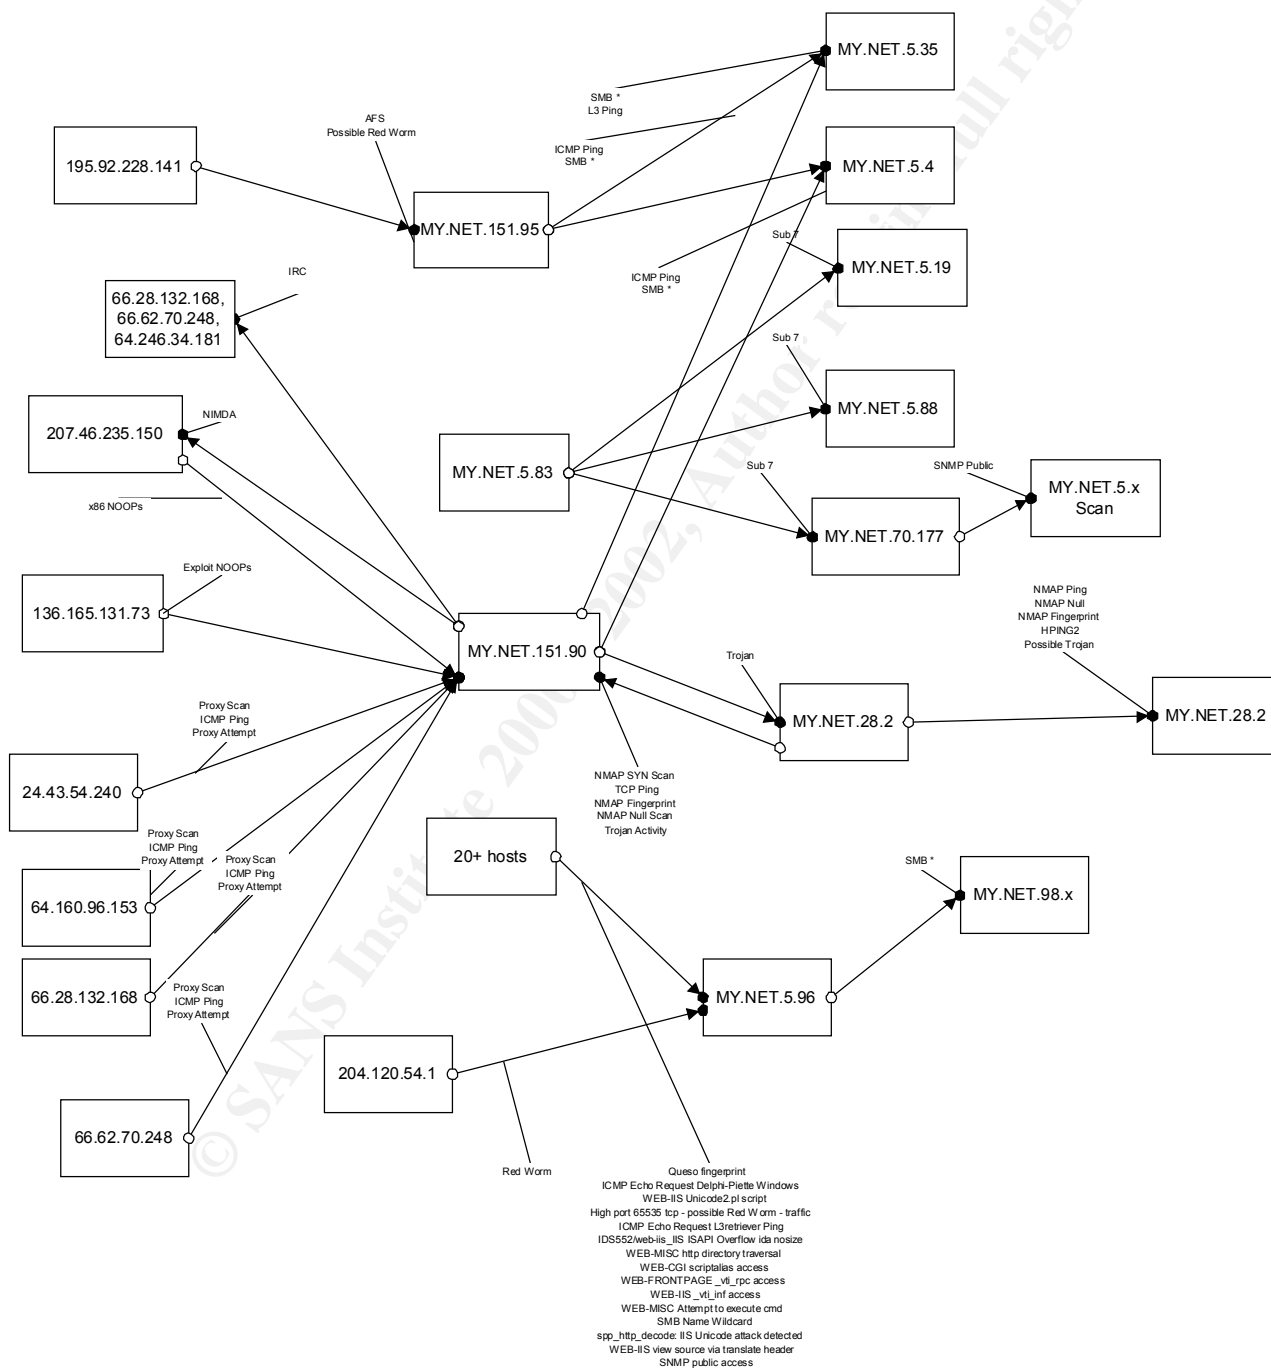 MY.NET.5.35
SMB *
L3 Ping
AFS
Possible Red Worm
ICMP Ping
SMB *
195.92.228.141
MY.NET.5.4
MY.NET.151.95
Sub 7
MY.NET.5.19
ICMP Ping
SMB *
IRC
66.28.132.168,
66.62.70.248,
64.246.34.181
Sub 7
MY.NET.5.88
NIMDA
207.46.235.150
MY.NET.5.83
Sub 7
SNMP Public
MY.NET.5.x
Scan
x86 NOOPs
MY.NET.70.177
Exploit NOOPs
136.165.131.73
NMAP Ping
NMAP Null
NMAP Fingerprint
HPING2
Possible Trojan
MY.NET.151.90
Trojan
MY.NET.28.2
MY.NET.28.2
Proxy Scan
ICMP Ping
Proxy Attempt
24.43.54.240
NMAP SYN Scan
TCP Ping
NMAP Fingerprint
NMAP Null Scan
Trojan Activity
Proxy Scan
ICMP Ping
Proxy Attempt
Proxy Scan
ICMP Ping
Proxy Attempt
20+ hosts
SMB *
MY.NET.98.x
64.160.96.153
66.28.132.168
Proxy Scan
ICMP Ping
Proxy Attempt
MY.NET.5.96
204.120.54.1
66.62.70.248
Red Worm
Queso fingerprint
ICMP Echo Request Delphi-Piette Windows
WEB-IIS Unicode2.pl script
High port 65535 tcp - possible Red Worm - traffic
ICMP Echo Request L3retriever Ping
IDS552/web-iis_IIS ISAPI Overflow ida nosize
WEB-MISC http directory traversal
WEB-CGI scriptalias access
WEB-FRONTPAGE _vti_rpc access
WEB-IIS _vti_inf access
WEB-MISC Attempt to execute cmd
SMB Name Wildcard
spp_http_decode: IIS Unicode attack detected
WEB-IIS view source via translate header
SNMP public access
© SANS Institute 200 2002, Author r full righ